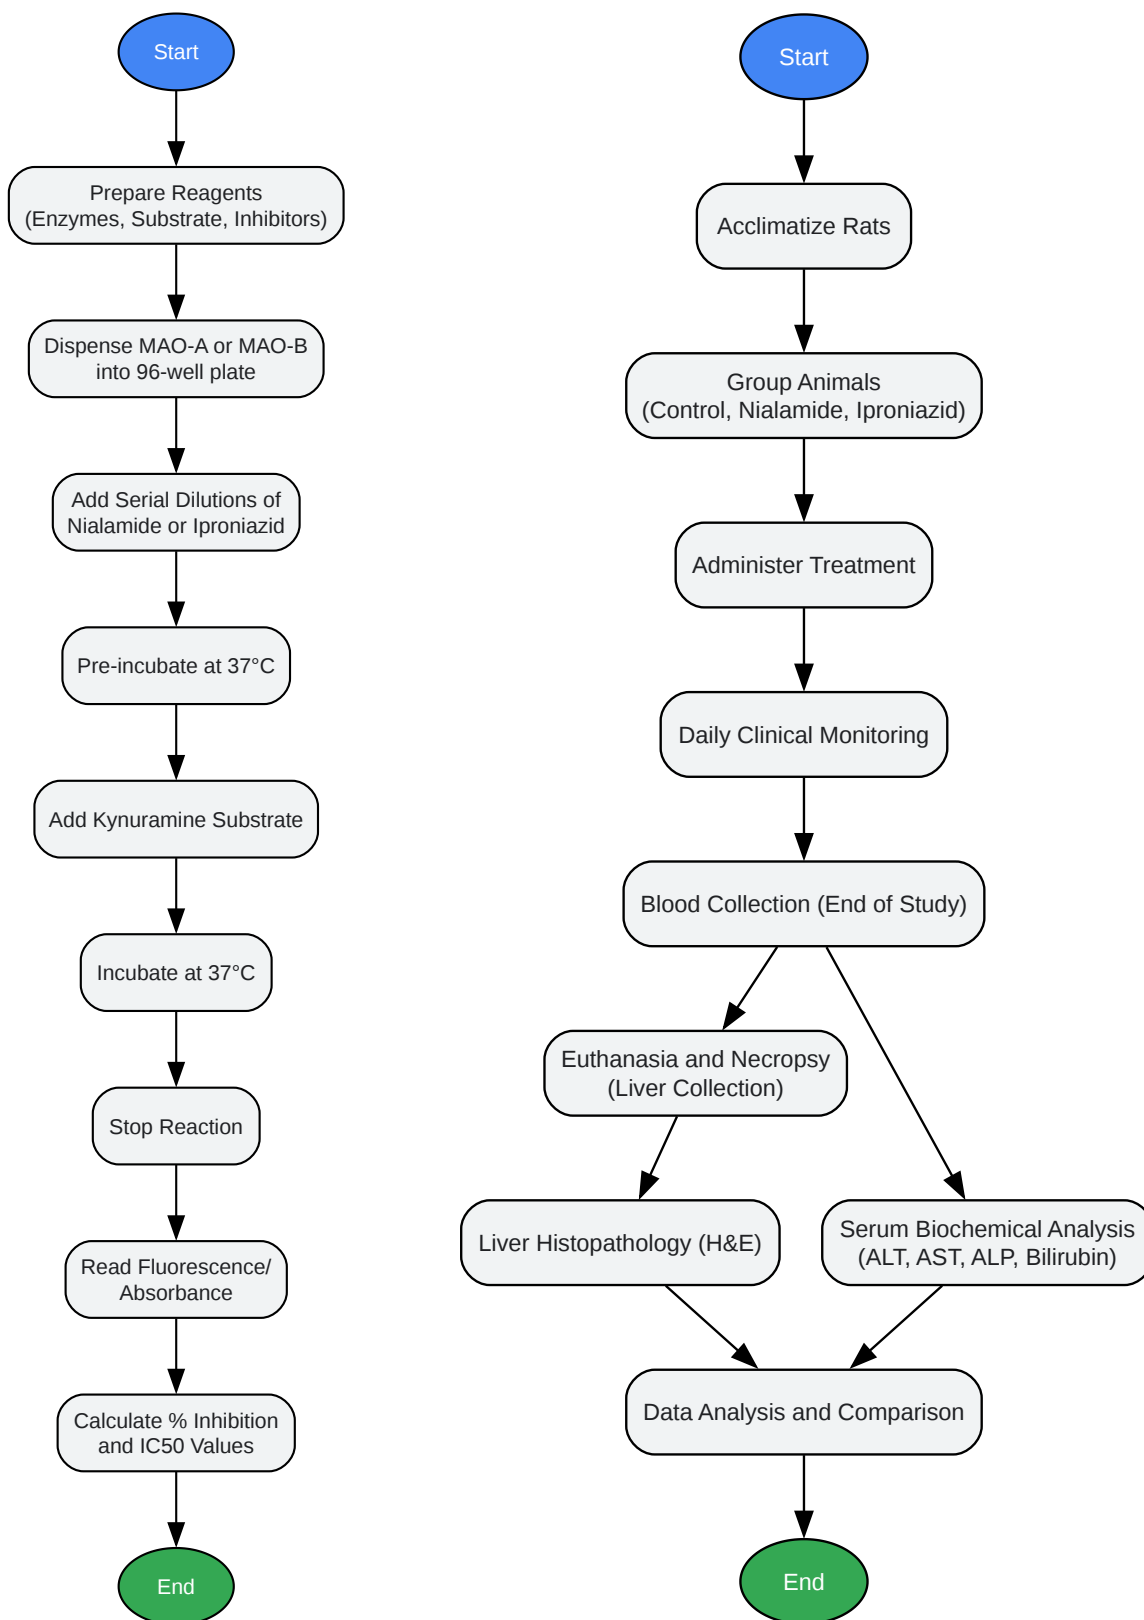 Start
Prepare Reagents
(Enzymes, Substrate, Inhibitors)
Dispense MAO-A or MAO-B
into 96-well plate
Add Serial Dilutions of
Nialamide or Iproniazid
Pre-incubate at 37°C
Add Kynuramine Substrate
Incubate at 37°C
Stop Reaction
Read Fluorescence/
Absorbance
Calculate % Inhibition
and IC50 Values
End
Start
Acclimatize Rats
Group Animals
(Control, Nialamide, Iproniazid)
Administer Treatment
Daily Clinical Monitoring
Blood Collection (End of Study)
Euthanasia and Necropsy
(Liver Collection)
Liver Histopathology (H&E)
Serum Biochemical Analysis
(ALT, AST, ALP, Bilirubin)
Data Analysis and Comparison
End